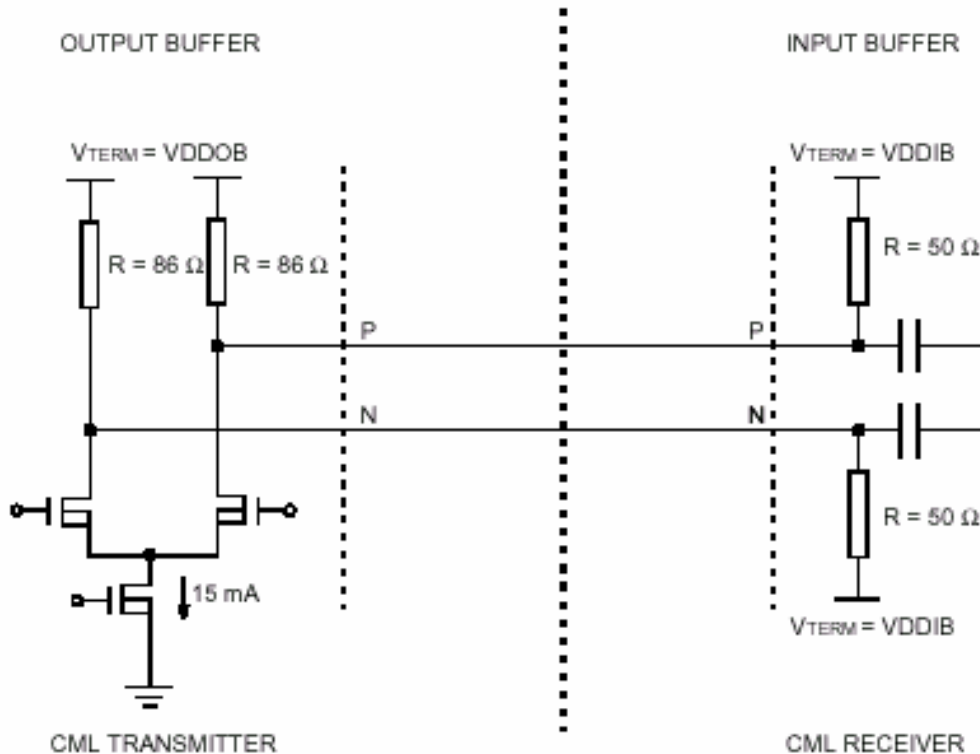 OUTPUT BUFFER
INPUT BUFFER
VTERM = VDDOB
VTERM = VDDIB
R = 86 Ω
R = 86 Ω
R = 50 Ω
P
P
N
N
R = 50 Ω
15 mA
VTERM = VDDIB
CML TRANSMITTER
CML RECEIVER